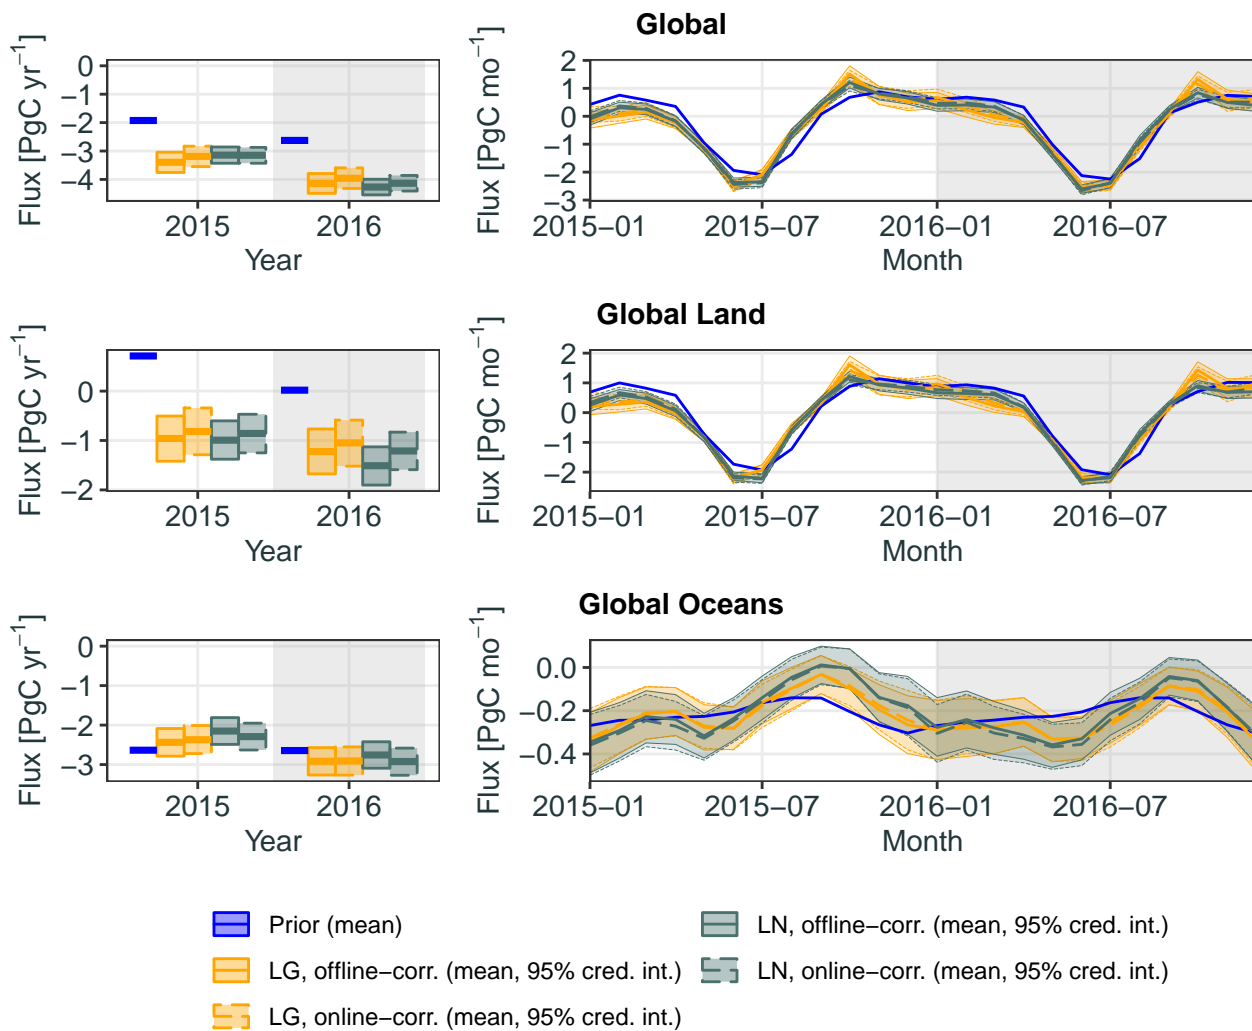 Global
Flux [PgC yr−1]
0
−1
−2
−3
−4
2015
2016
Year
Flux [PgC mo−1]
2
1
0
−1
−2
−3
2015−01
2015−07
2016−01
2016−07
Month
Global Land
Flux [PgC yr−1]
0
−1
−2
2015
2016
Year
Flux [PgC mo−1]
2
1
0
−1
−2
2015−01
2015−07
2016−01
2016−07
Month
Global Oceans
Flux [PgC yr−1]
0
−1
−2
−3
2015
2016
Year
Flux [PgC mo−1]
0.0
−0.2
−0.4
2015−01
2015−07
2016−01
2016−07
Month
Prior (mean)
LG, offline−corr. (mean, 95% cred. int.)
LG, online−corr. (mean, 95% cred. int.)
LN, offline−corr. (mean, 95% cred. int.)
LN, online−corr. (mean, 95% cred. int.)